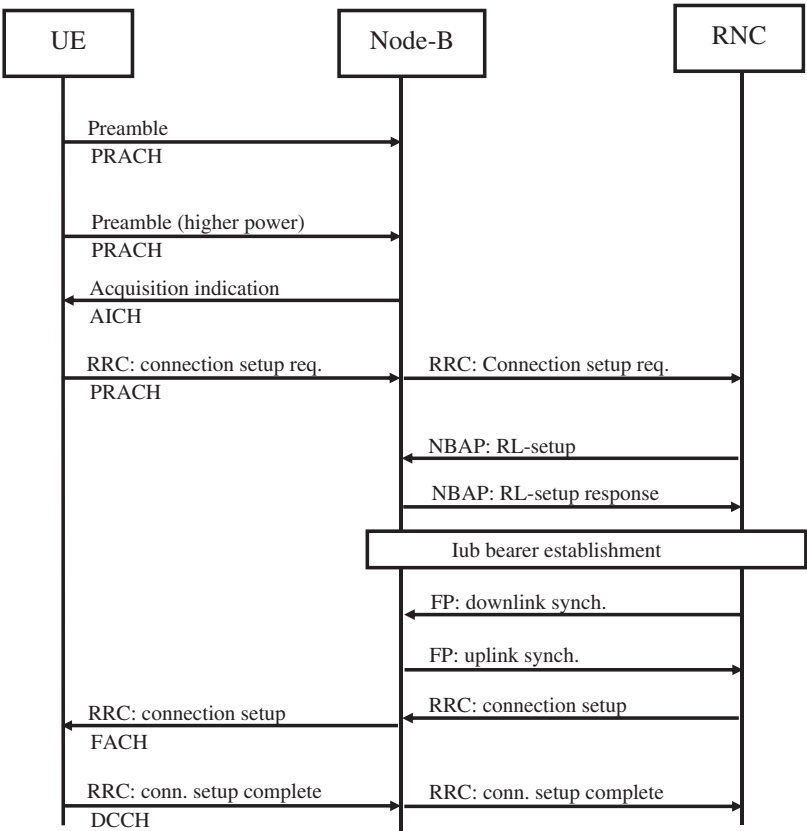 UE
Node-B
RNC
Preamble
PRACH
Preamble (higher power)
PRACH
Acquisition indication
AICH
RRC: connection setup req.
RRC: Connection setup req.
PRACH
NBAP: RL-setup
NBAP: RL-setup response
Iub bearer establishment
FP: downlink synch.
FP: uplink synch.
RRC: connection setup
RRC: connection setup
FACH
RRC: conn. setup complete
RRC: conn. setup complete
DCCH